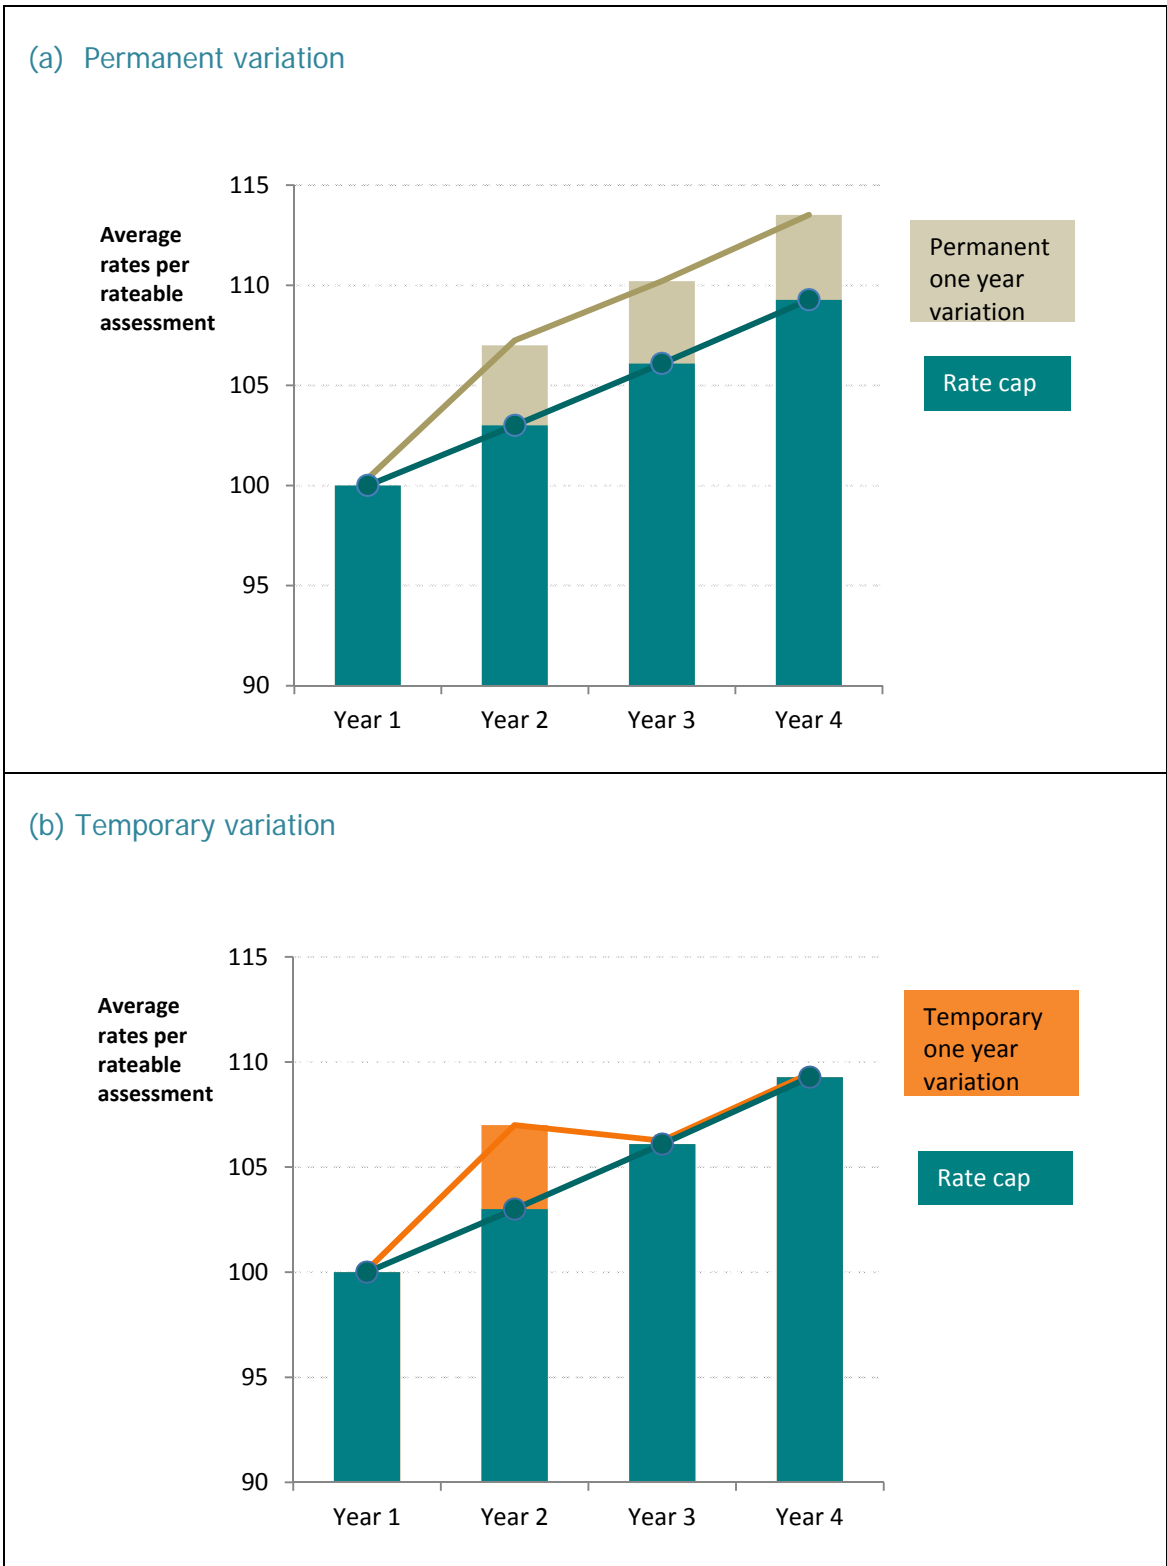 (a) Permanent variation
115
110
105
100
95
90
Average
rates per
rateable
assessment
Permanent
one year
variation
Rate cap
Year 1 Year 2 Year 3 Year 4
(b) Temporary variation
115
110
105
100
95
90
Average
rates per
rateable
assessment
Temporary
one year
variation
Rate cap
Year 1 Year 2 Year 3 Year 4